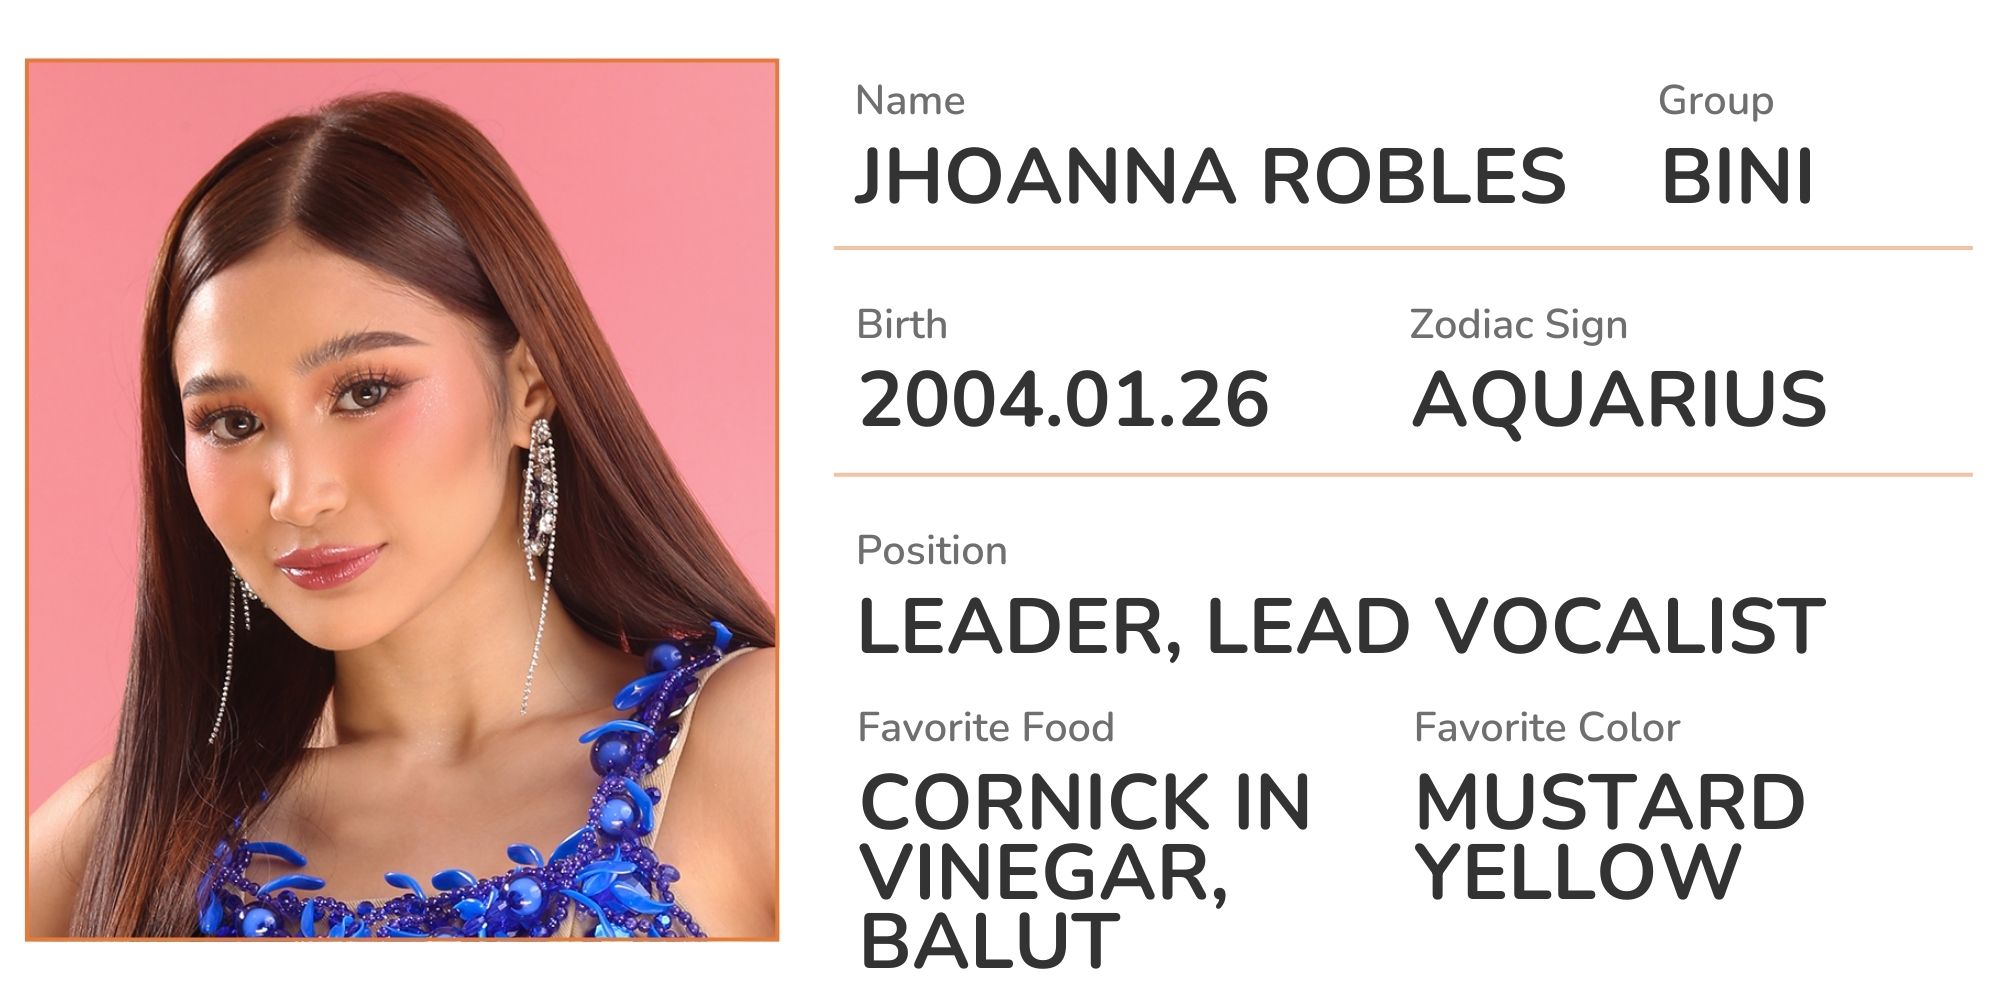 Name
JHOANNA ROBLES
Group
BINI
Birth
2004.01.26
Zodiac Sign
AQUARIUS
Position
LEADER, LEAD VOCALIST
Favorite Food
CORNICK IN
VINEGAR,
BALUT
Favorite Color
MUSTARD
YELLOW